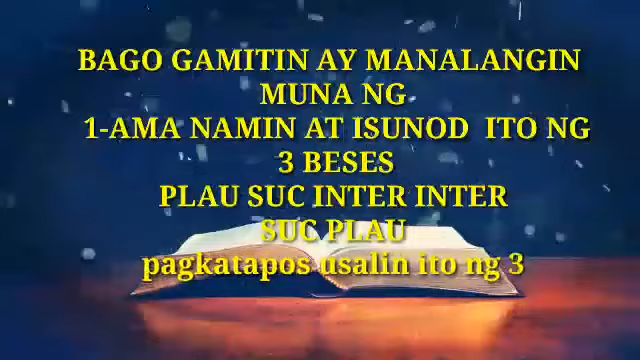 BAGO GAMITIN AY MANALANGIN
MUNA NG
1-AMA NAMIN AT ISUNOD ITO NG
3 BESES
PLAU SUC INTER INTER
SUC PLAU
pagkatapos usalin ito ng 3